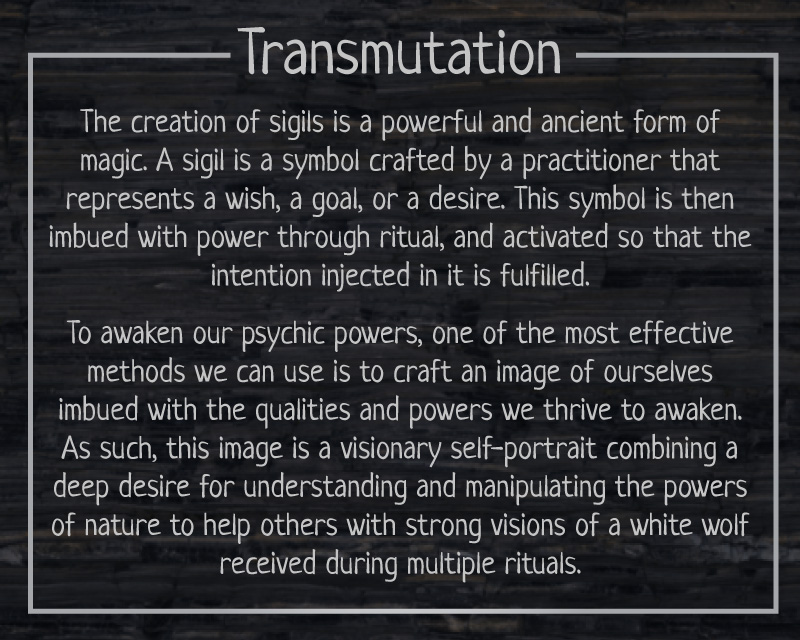 Transmutation
The creation of sigils is a powerful and ancient form of
magic. A sigil is a symbol crafted by a practitioner that
represents a wish, a goal, or a desire. This symbol is then
imbued with power through ritual, and activated so that the
intention injected in it is fulfilled.
To awaken our psychic powers, one of the most effective
methods we can use is to craft an image of ourselves
imbued with the qualities and powers we thrive to awaken.
As such, this image is a visionary self-portrait combining a
deep desire for understanding and manipulating the powers
of nature to help others with strong visions of a white wolf
received during multiple rituals.